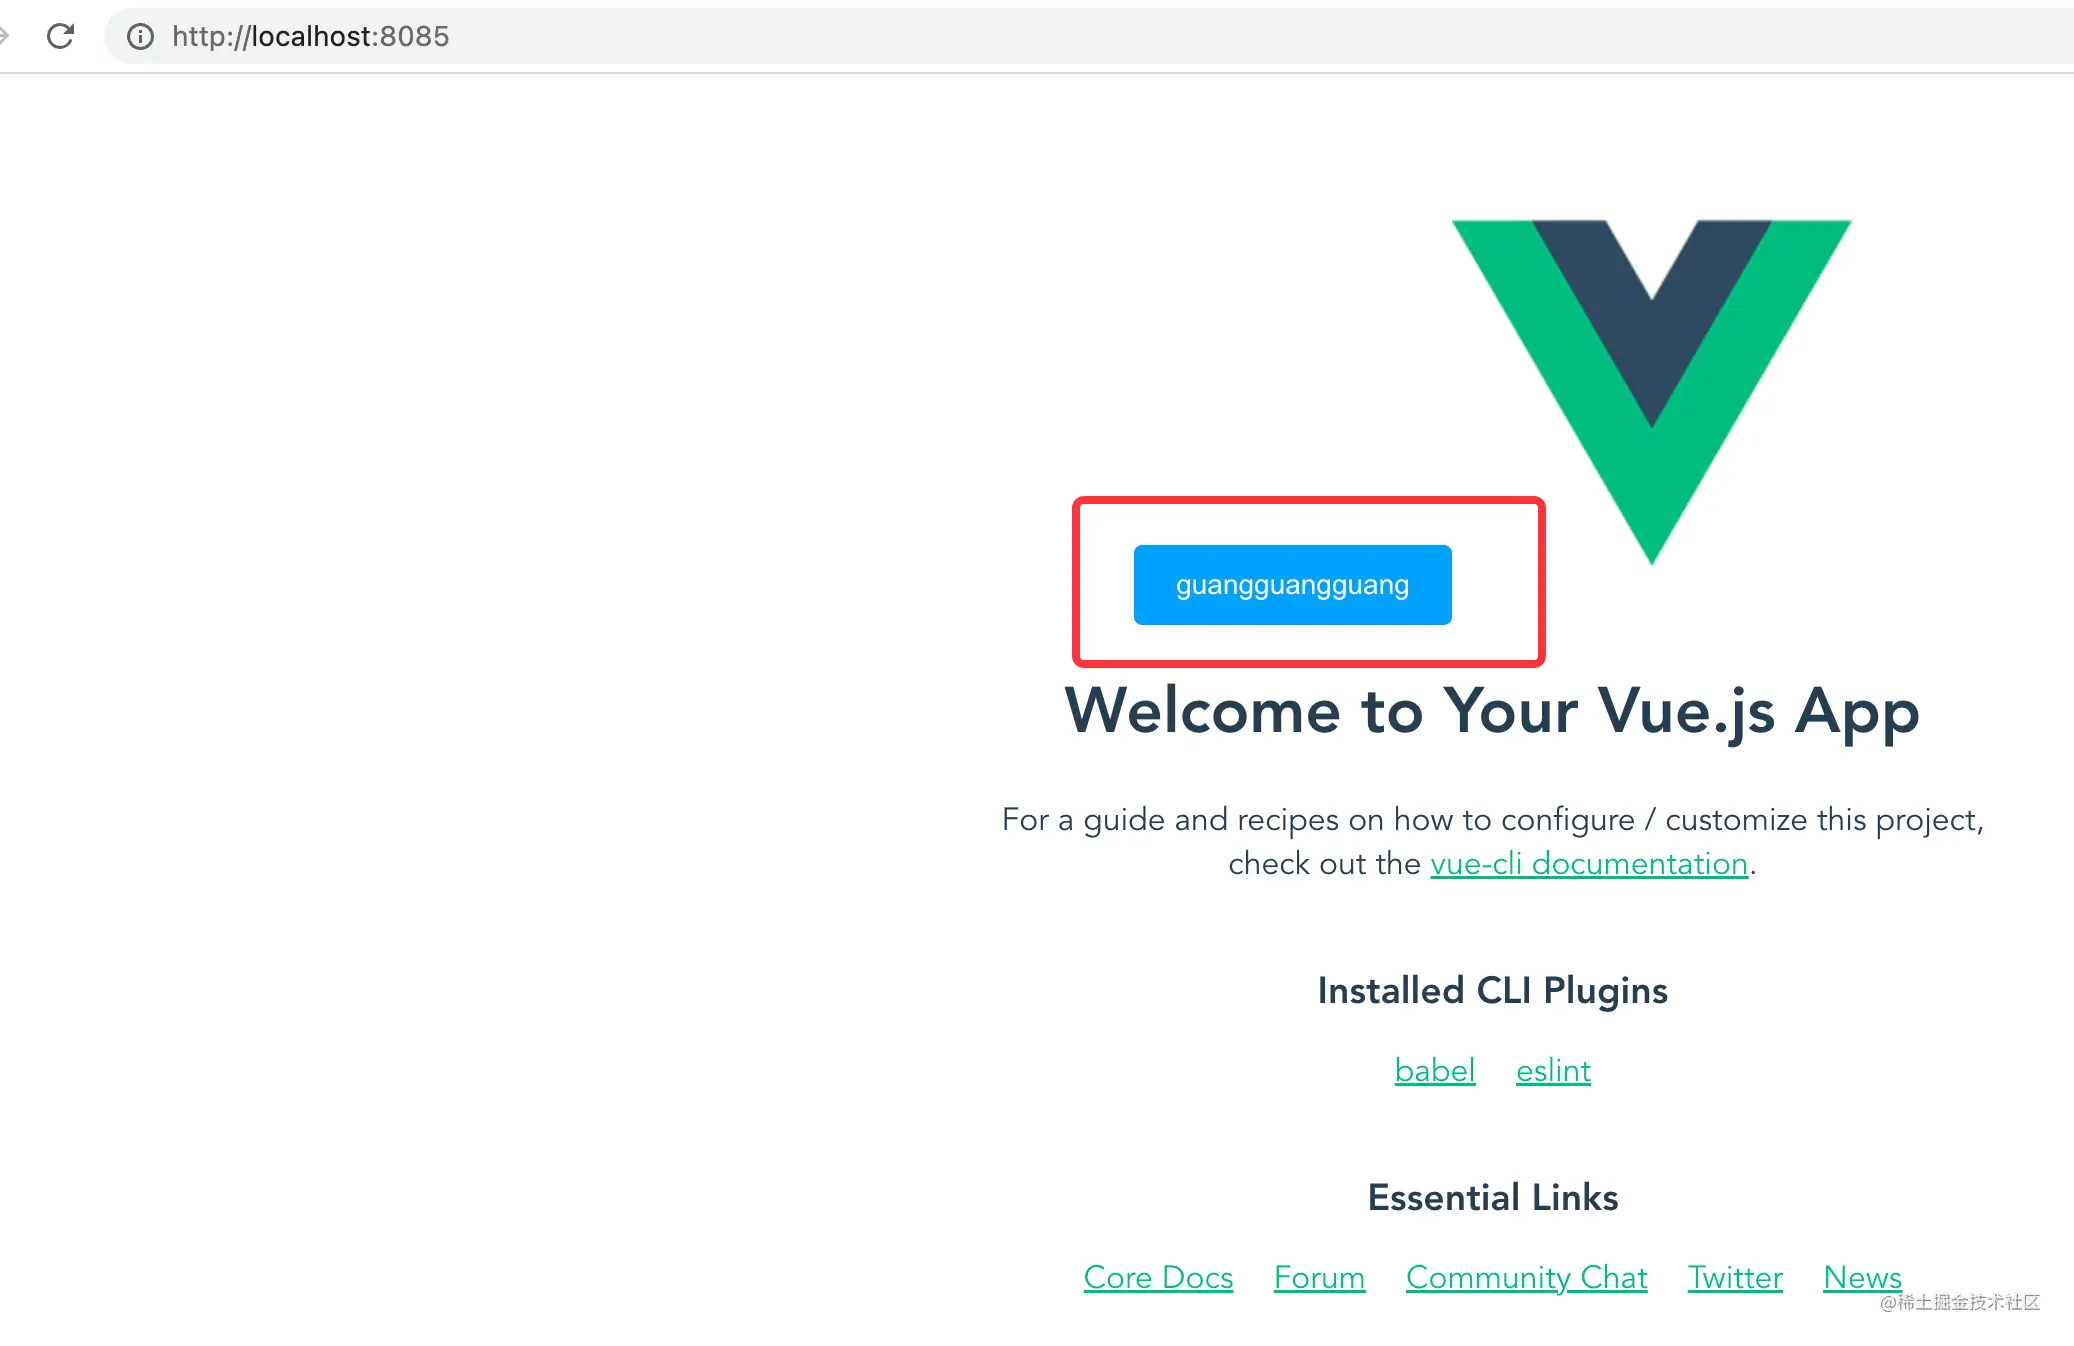 http://localhost:8085
guangguangguang
Welcome to Your Vue.js App
For a guide and recipes on how to configure / customize this project,
check out the vue-cli documentation.
Installed CLI Plugins
babel eslint
Essential Links
Core Docs Forum Community Chat Twitter News
@稀土掘金技术社区